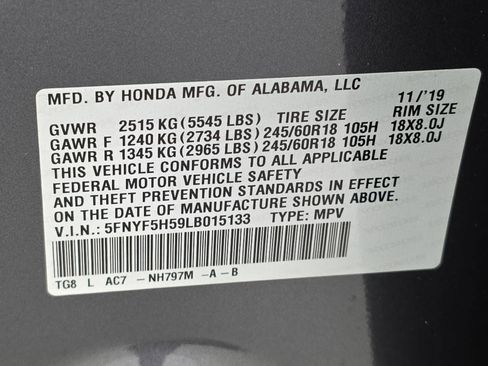 MFD. BY HONDA MFG. OF ALABAMA, LLC
11/'19
GVWR 2515 KG (5545 LBS) TIRE SIZE RIM SIZE
GAWR F 1240 KG (2734 LBS) 245/60R18 105H 18X8.0J
GAWR R 1345 KG (2965 LBS) 245/60R18 105H 18X8.0J
THIS VEHICLE CONFORMS TO ALL APPLICABLE
FEDERAL MOTOR VEHICLE SAFETY
AND THEFT PREVENTION STANDARDS IN EFFECT
ON THE DATE OF MANUFACTURE SHOWN ABOVE.
V.I.N.: 5FNYF5H59LB015133 TYPE: MPV
TG8 L AC7 -NH797M -A-B